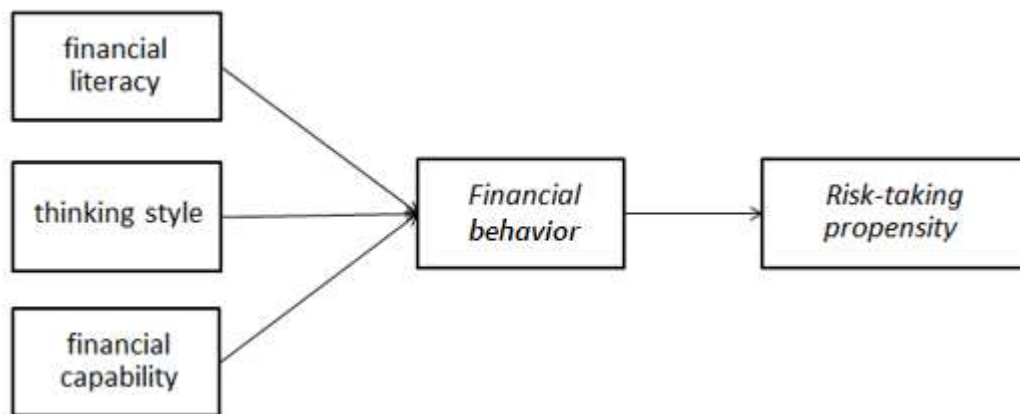 financial
literacy
thinking style
financial
capability
Financial
behavior
Risk-taking
propensity